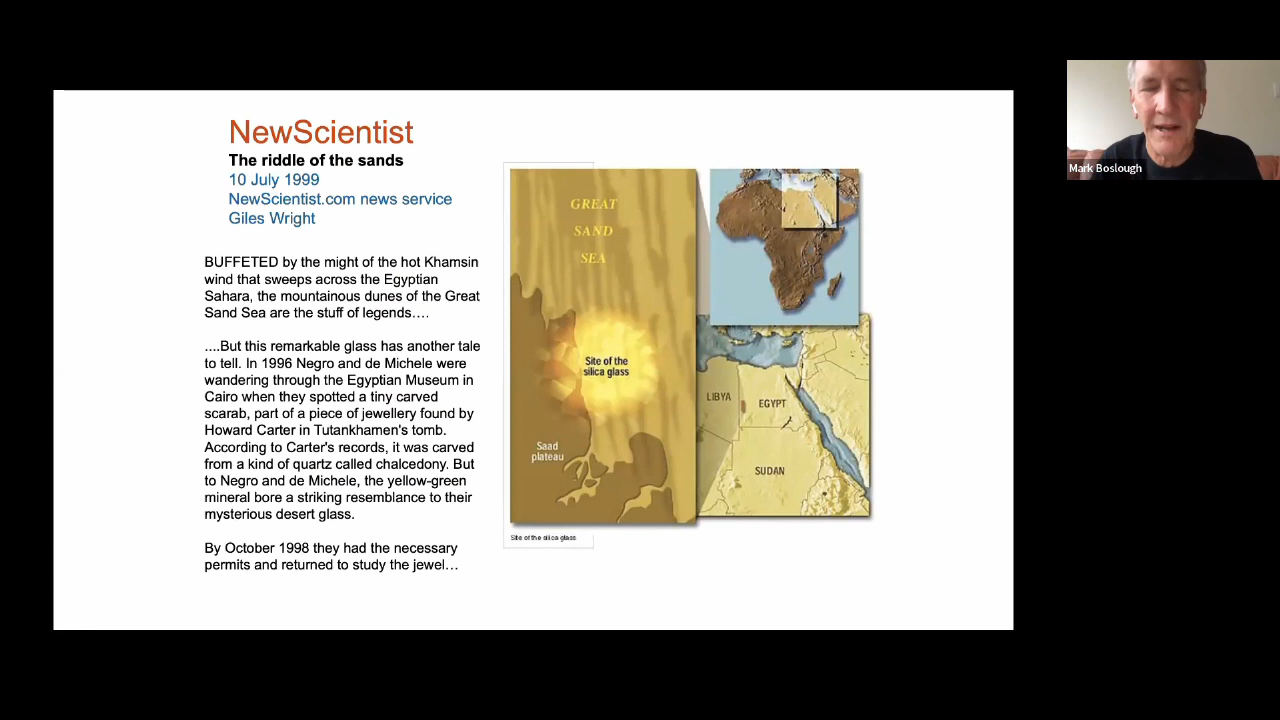 NewScientist
The riddle of the sands
10 July 1999
NewScientist.com news service
Giles Wright
BUFFETED by the might of the hot Khamsin
wind that sweeps across the Egyptian
Sahara, the mountainous dunes of the Great
Sand Sea are the stuff of legends….
....But this remarkable glass has another tale
to tell. In 1996 Negro and de Michele were
wandering through the Egyptian Museum in
Cairo when they spotted a tiny carved
scarab, part of a piece of jewellery found by
Howard Carter in Tutankhamen's tomb.
According to Carter's records, it was carved
from a kind of quartz called chalcedony. But
to Negro and de Michele, the yellow-green
mineral bore a striking resemblance to their
mysterious desert glass.
By October 1998 they had the necessary
permits and returned to study the jewel…
GREAT
SAND
SEA
Site of the
silica glass
Saad
plateau
LIBYA
EGYPT
SUDAN
Site of the silica glass
Mark Boslough